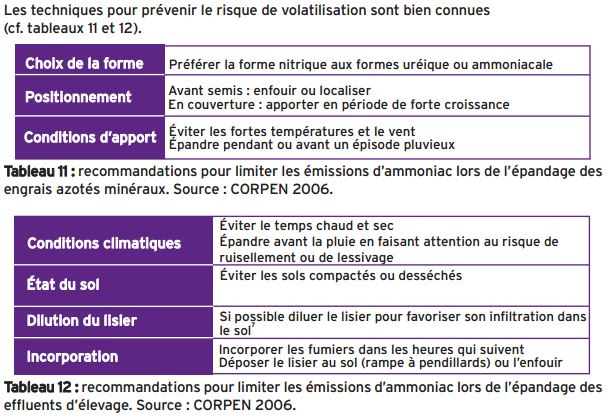 Les techniques pour prévenir le risque de volatilisation sont bien connues
(cf. tableaux 11 et 12).
Choix de la forme Préférer la forme nitrique aux formes uréique ou ammoniacale
Positionnement Avant semis : enfouir ou localiser
En couverture : apporter en période de forte croissance
Conditions d'apport Éviter les fortes températures et le vent
Épandre pendant ou avant un épisode pluvieux
Tableau 11 : recommandations pour limiter les émissions d'ammoniac lors de l'épandage des
engrais azotés minéraux. Source : CORPEN 2006.
Conditions climatiques Éviter le temps chaud et sec
Épandre avant la pluie en faisant attention au risque de
ruisellement ou de lessivage
État du sol Éviter les sols compactés ou desséchés
Dilution du lisier Si possible diluer le lisier pour favoriser son infiltration dans
le sol⁷
Incorporation Incorporer les fumiers dans les heures qui suivent
Déposer le lisier au sol (rampe à pendillards) ou l'enfouir
Tableau 12 : recommandations pour limiter les émissions d'ammoniac lors de l'épandage des
effluents d'élevage. Source : CORPEN 2006.